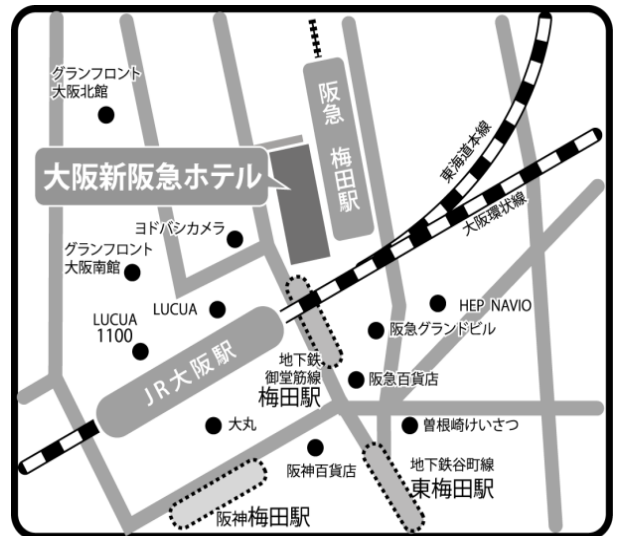 グランフロント
大阪北館
阪急 梅田駅
東海道本線
大阪新阪急ホテル
大阪環状線
ヨドバシカメラ
グランフロント
大阪南館
LUCUA
LUCUA
1100
HEP NAVIO
阪急グランドビル
JR大阪駅
地下鉄
御堂筋線
梅田駅
阪急百貨店
大丸
曽根崎けいさつ
阪神百貨店
地下鉄谷町線
東梅田駅
阪神梅田駅